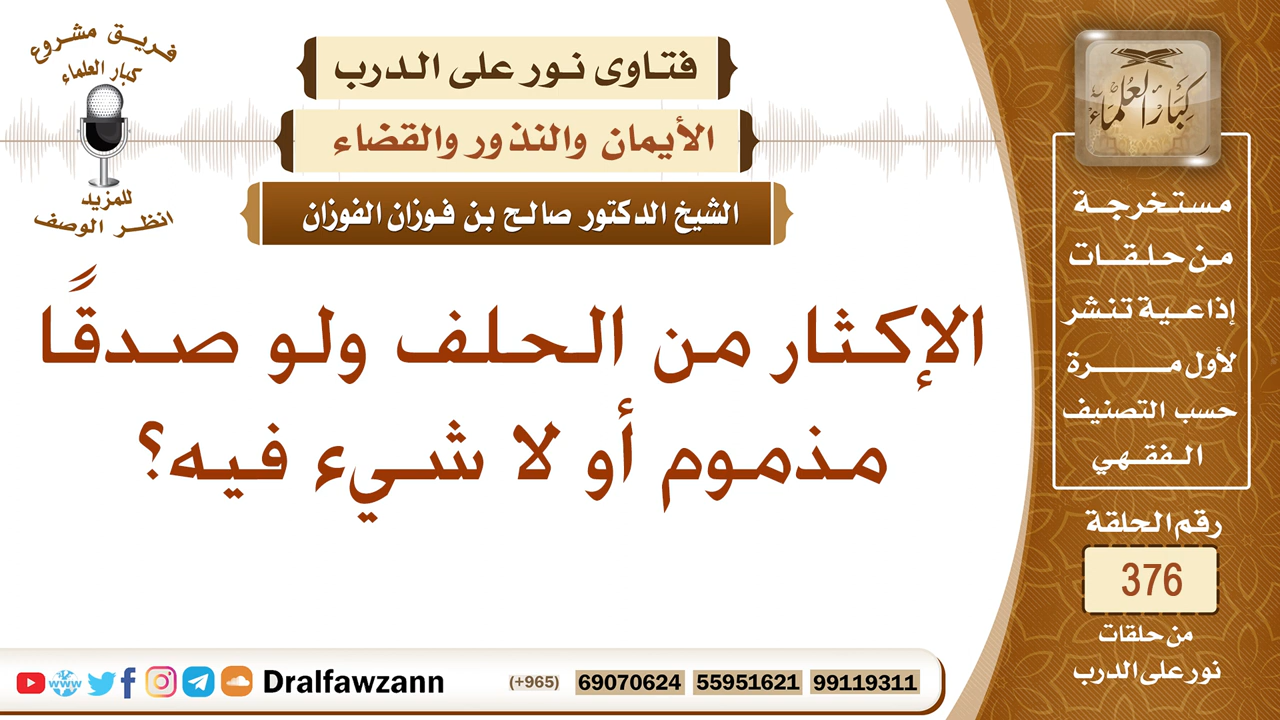 فريق مشروع
كبار العلماء
للمزيد
انظر الوصف
فتاوى نور على الدرب
الأيمان والنذور والقضاء
الشيخ الدكتور صالح بن فوزان الفوزان
الإكثار من الحلف ولو صدقًا
مذموم أو لا شيء فيه؟
كبار العلماء
مستخرجة
من حلقات
إذاعية تنشر
لأول مرة
حسب التصنيف
الفقهي
رقم الحلقة
376
من حلقات
نور على الدرب
www Dralfawzann (+965) 69070624 55951621 99119311